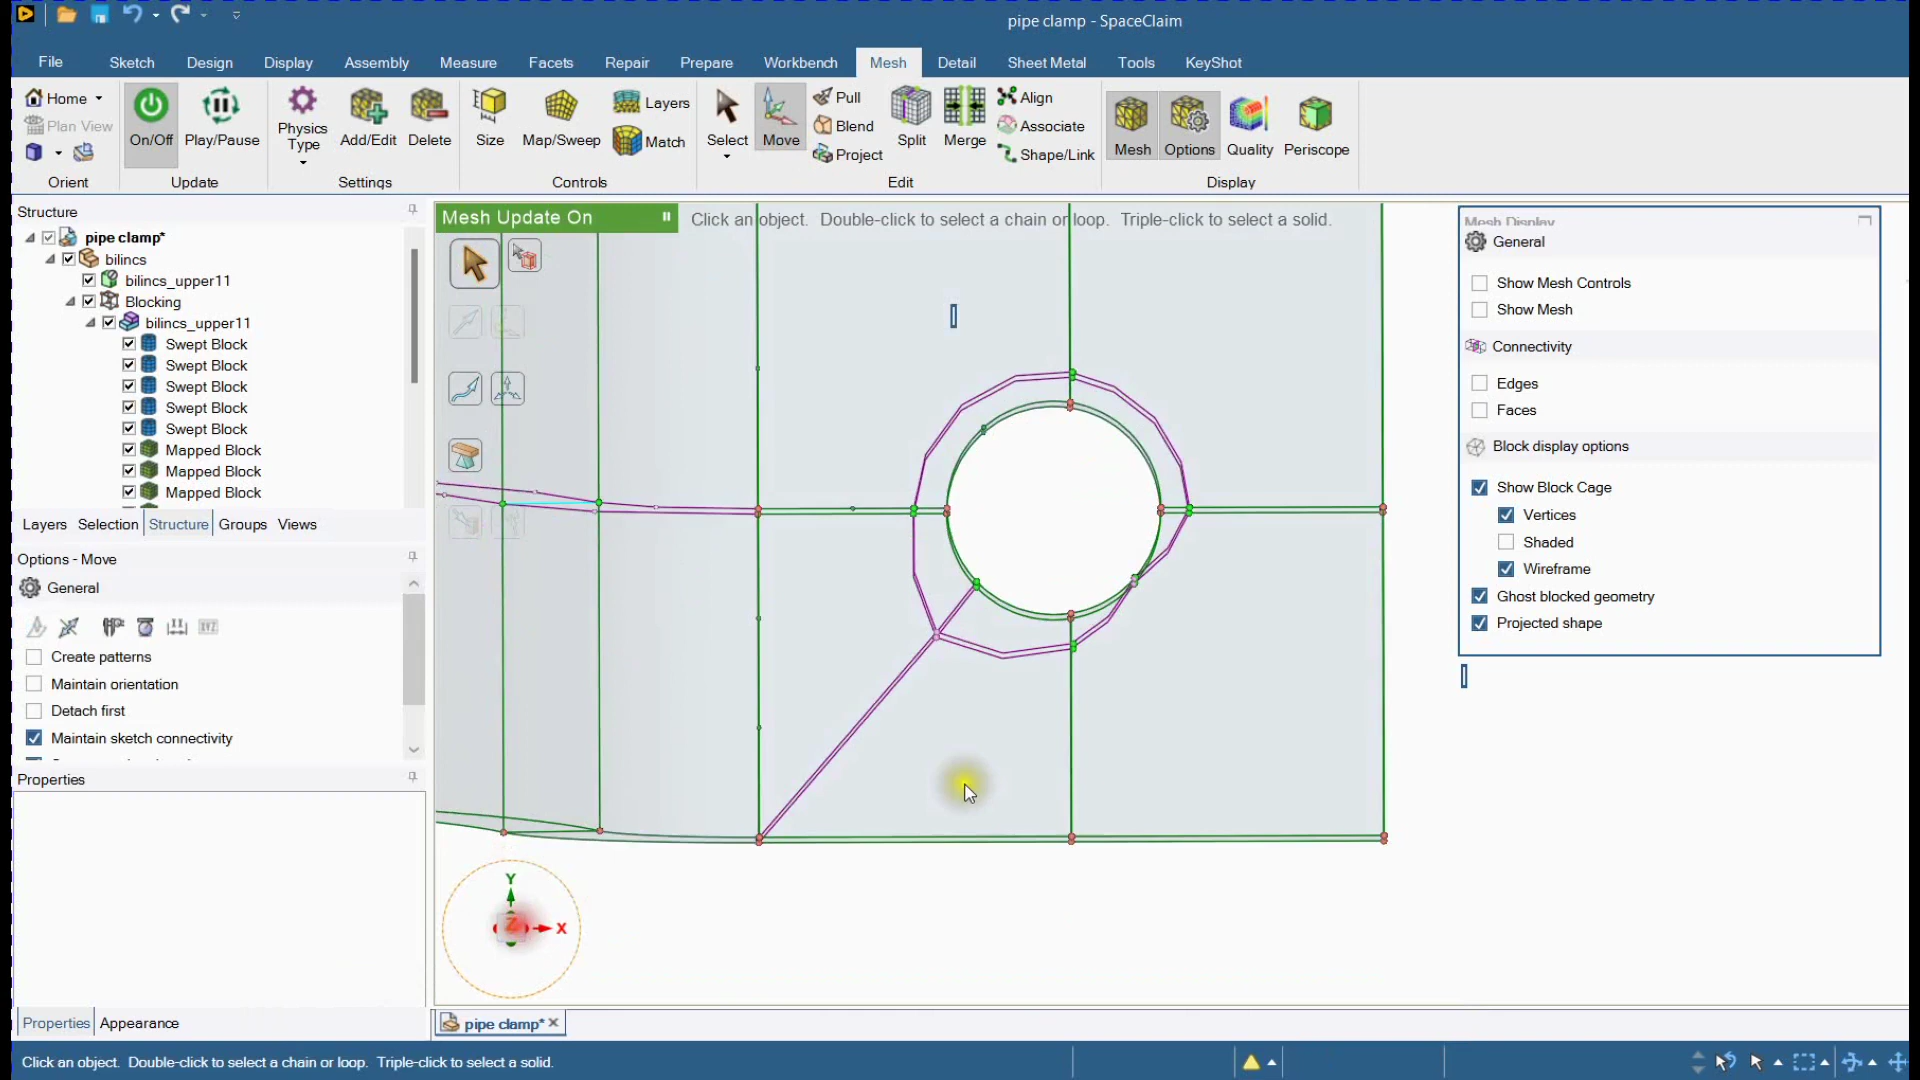 pipe clamp - SpaceClaim
File
Sketch
Design
Display
Assembly
Measure
Facets
Repair
Prepare
Workbench
Mesh
Detail
Sheet Metal
Tools
KeyShot
Home
Plan View
Orient
On/Off
Play/Pause
Update
Physics
Type
Add/Edit
Delete
Settings
Size
Map/Sweep
Layers
Match
Controls
Select
Move
Pull
Blend
Project
Split
Merge
Align
Associate
Shape/Link
Edit
Mesh
Options
Quality
Periscope
Display
Structure
pipe clamp*
bilincs
bilincs_upper11
Blocking
bilincs_upper11
Swept Block
Swept Block
Swept Block
Swept Block
Swept Block
Mapped Block
Mapped Block
Mapped Block
Layers
Selection
Structure
Groups
Views
Options - Move
General
XYZ
Create patterns
Maintain orientation
Detach first
Maintain sketch connectivity
Properties
Properties
Appearance
Mesh Update On
Click an object. Double-click to select a chain or loop. Triple-click to select a solid.
Mesh Display
General
Show Mesh Controls
Show Mesh
Connectivity
Edges
Faces
Block display options
Show Block Cage
Vertices
Shaded
Wireframe
Ghost blocked geometry
Projected shape
Y
Z
X
pipe clamp*
Click an object. Double-click to select a chain or loop. Triple-click to select a solid.